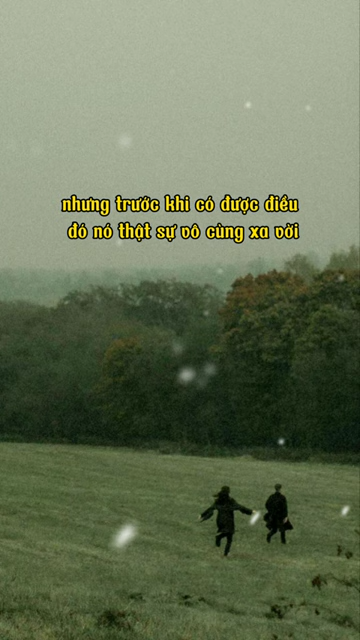 nhưng trước khi có được điều
đó nó thật sự vô cùng xa vời